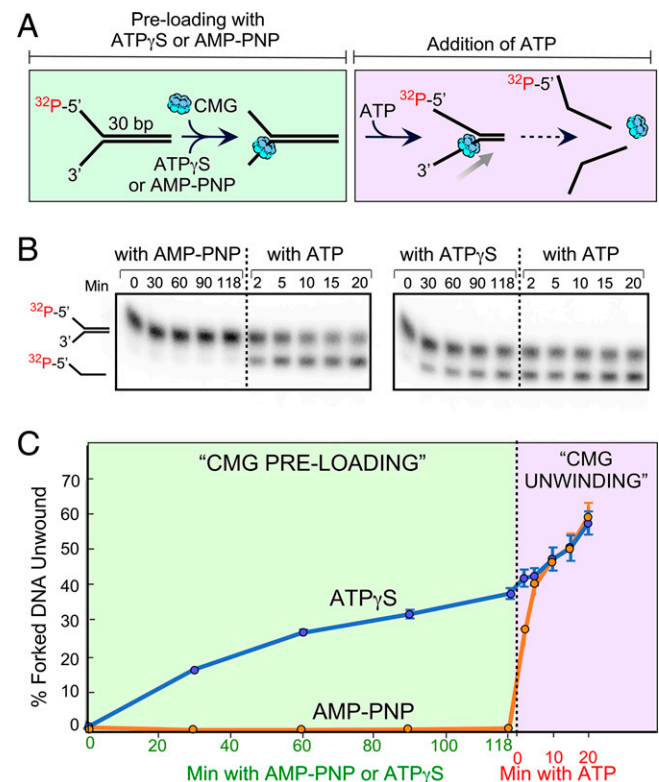 A
Pre-loading with
ATPγS or AMP-PNP
Addition of ATP
32P-5'
30 bp
3'
CMG
ATPγS
or AMP-PNP
ATP
32P-5'
3'
32P-5'
B
with AMP-PNP
with ATP
with ATPγS
with ATP
Min
0 30 60 90 118 2 5 10 15 20
0 30 60 90 118 2 5 10 15 20
32P-5'
3'
32P-5'
C
"CMG PRE-LOADING"
"CMG
UNWINDING"
% Forked DNA Unwound
70
60
50
40
30
20
10
0
ATPγS
AMP-PNP
0 20 40 60 80 100 118
0 10 20
Min with AMP-PNP or ATPγS
Min with ATP